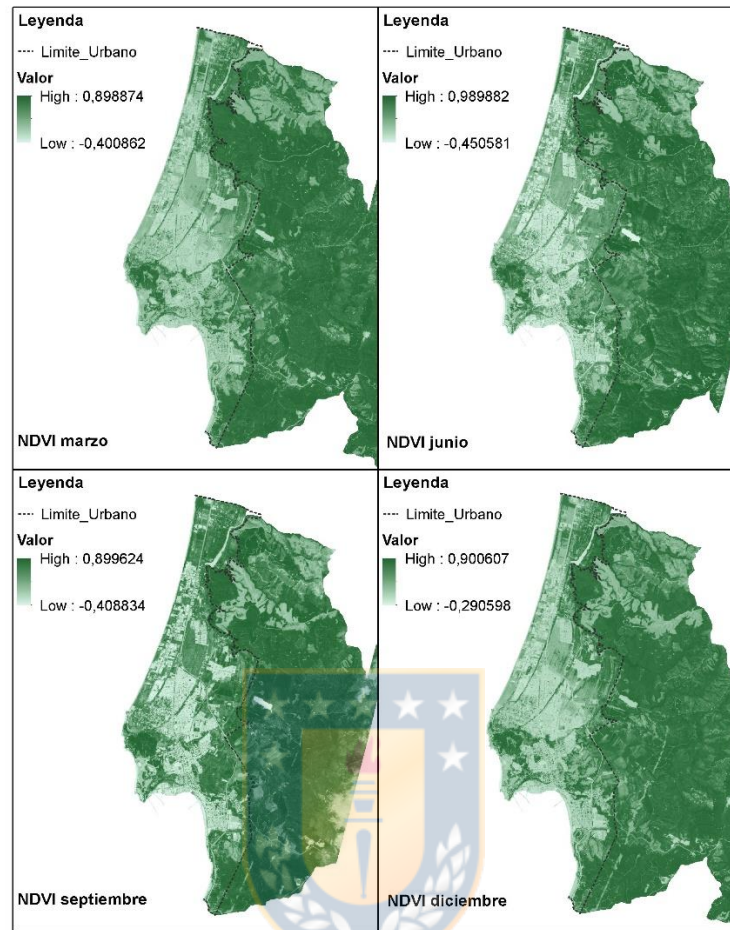 Leyenda
Limite_Urbano
Valor
High : 0,898874
Low : -0,400862
NDVI marzo
Leyenda
Limite_Urbano
Valor
High : 0,989882
Low : -0,450581
NDVI junio
Leyenda
Limite_Urbano
Valor
High : 0,899624
Low : -0,408834
NDVI septiembre
Leyenda
Limite_Urbano
Valor
High : 0,900607
Low : -0,290598
NDVI diciembre